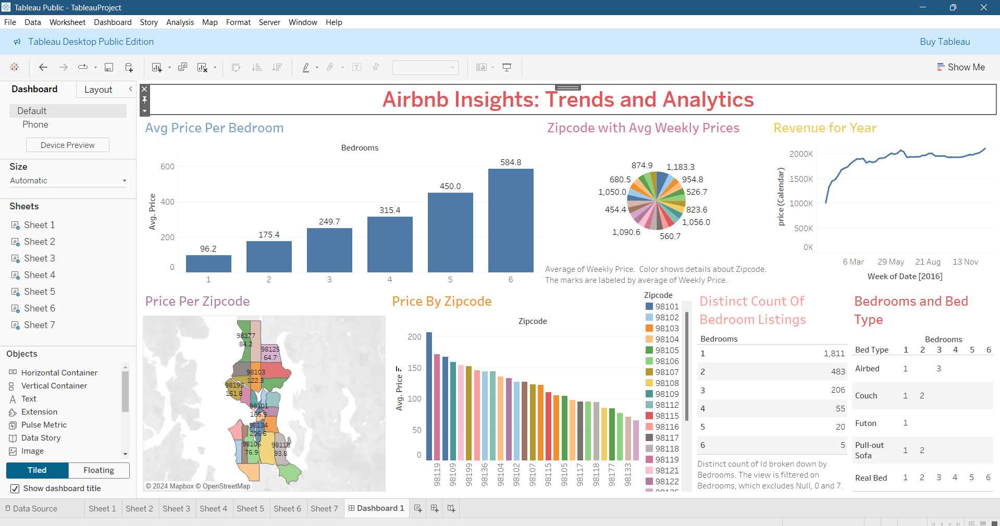 Tableau Public - TableauProject
File Data Worksheet Dashboard Story Analysis Map Format Server Window Help
Tableau Desktop Public Edition
Buy Tableau
Show Me
Dashboard
Layout
Default
Phone
Device Preview
Size
Automatic
Sheets
Sheet 1
Sheet 2
Sheet 3
Sheet 4
Sheet 5
Sheet 6
Sheet 7
Objects
Horizontal Container
Vertical Container
Text
Extension
Pulse Metric
Data Story
Image
Tiled
Floating
Show dashboard title
Airbnb Insights: Trends and Analytics
Avg Price Per Bedroom
Bedrooms
Avg. Price
600
400
200
0
96.2
175.4
249.7
315.4
450.0
584.8
1 2 3 4 5 6
Zipcode with Avg Weekly Prices
874.9 1,183.3
680.5 954.8
1,050.0 526.7
454.4 823.6
1,056.0
1,090.6
560.7
Average of Weekly Price. Color shows details about Zipcode.
The marks are labeled by average of Weekly Price.
Revenue for Year
price (Calendar)
2000K
1500K
1000K
500K
0K
6 Mar 29 May 21 Aug 13 Nov
Week of Date [2016]
Price Per Zipcode
98177
84.2
98125
64.7
98103
122.3
98199
151.8
98101
166.9
98134
206.6
98106
76.9
98118
93.8
© 2024 Mapbox © OpenStreetMap
Price By Zipcode
Zipcode
Avg. Price
200
150
100
50
0
98119 98109 98199 98136 98104 98102 98107 98115 98105 98117 98118 98177 98133
Zipcode
98101
98102
98103
98104
98105
98106
98107
98108
98109
98112
98115
98116
98117
98118
98119
98121
98122
98125
Distinct Count Of
Bedroom Listings
Bedrooms
1 1,811
2 483
3 206
4 55
5 20
6 5
Distinct count of Id broken down by
Bedrooms. The view is filtered on
Bedrooms, which excludes Null, 0 and 7.
Bedrooms and Bed
Type
Bedrooms
Bed Type 1 2 3 4 5 6
Airbed 1 3
Couch 1 2
Futon 1
Pull-out
Sofa 1 2
Real Bed 1 2 3 4 5 6
Data Source Sheet 1 Sheet 2 Sheet 3 Sheet 4 Sheet 5 Sheet 6 Sheet 7 Dashboard 1